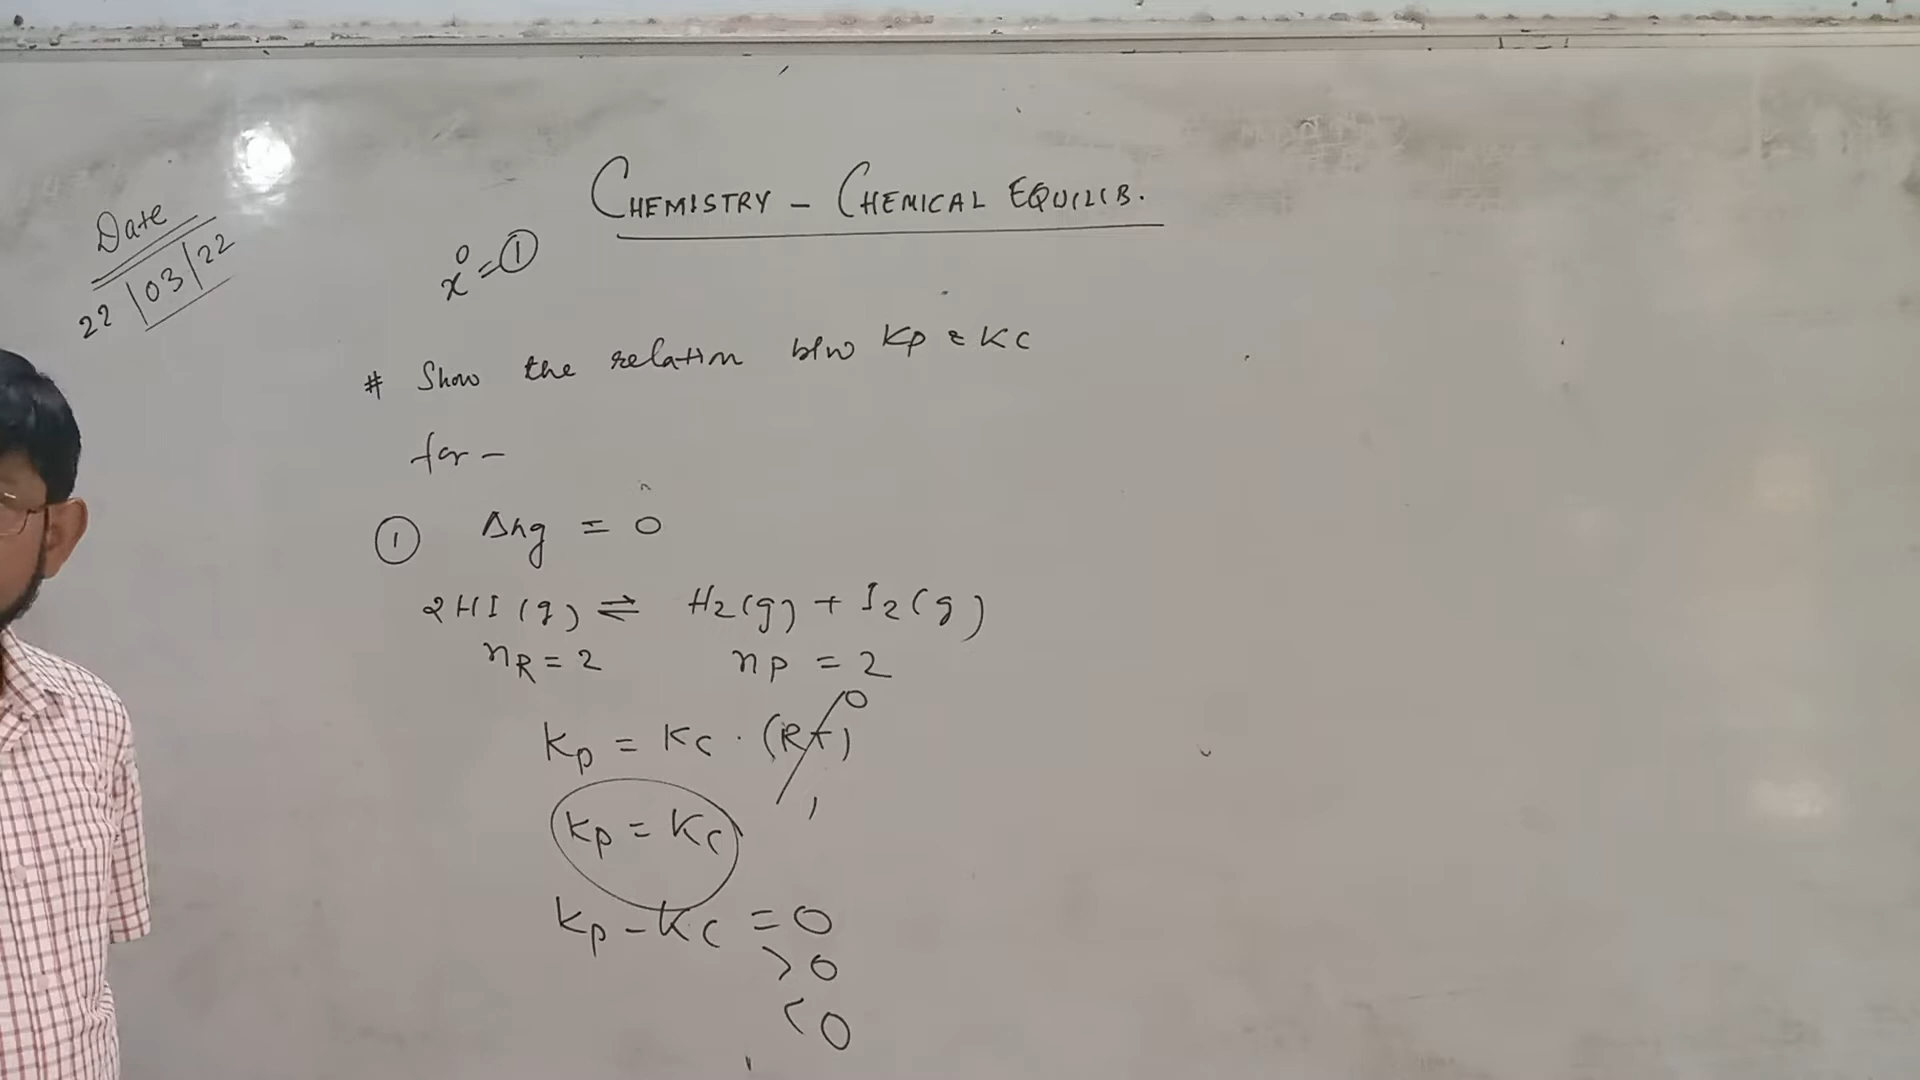 CHEMISTRY – CHEMICAL EQUILIB.
Date
22/03/22
x⁰ = ①
# Show the relation b/w Kp & Kc
for –
① Δng = 0
2HI(g) ⇌ H₂(g) + I₂(g)
nR = 2 nP = 2
Kp = Kc · (RT)⁰
Kp = Kc
Kp – Kc = 0
> 0
< 0